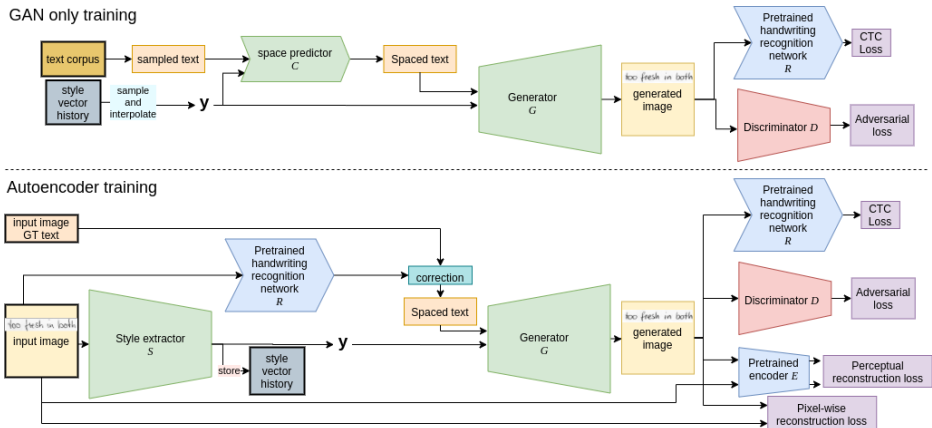 GAN only training
text corpus
sampled text
space predictor
C
Spaced text
style
vector
history
sample
and
interpolate
y
Generator
G
too fresh in both
generated
image
Pretrained
handwriting
recognition
network
R
CTC
Loss
Discriminator D
Adversarial
loss
Autoencoder training
input image
GT text
Pretrained
handwriting
recognition
network
R
correction
Spaced text
too fresh in both
input image
Style extractor
S
store
style
vector
history
y
Generator
G
too fresh in both
generated
image
Pretrained
handwriting
recognition
network
R
CTC
Loss
Discriminator D
Adversarial
loss
Pretrained
encoder E
Perceptual
reconstruction loss
Pixel-wise
reconstruction loss